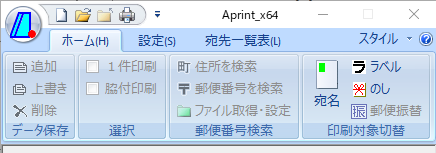 Aprint_x64
ホーム(H) 設定(S) 宛先一覧表(L) スタイル
追加
上書き
削除
データ保存
1件印刷
脇付印刷
選択
町 住所を検索
〒 郵便番号を検索
ファイル取得・設定
郵便番号検索
宛名
ラ ラベル
のし
振 郵便振替
印刷対象切替